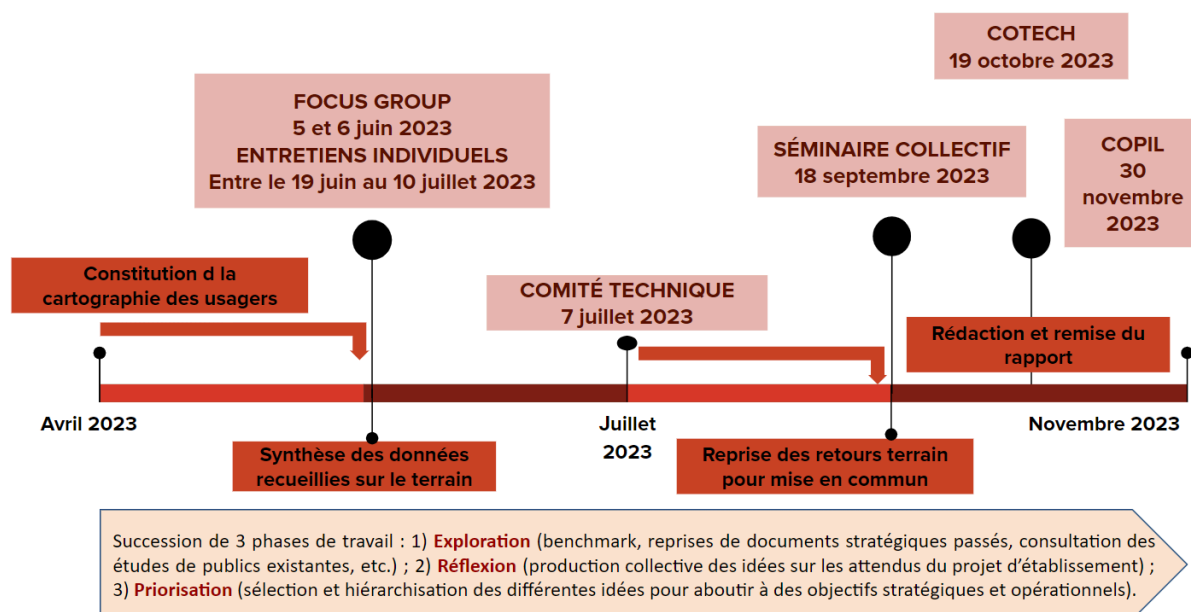 COTECH
19 octobre 2023
FOCUS GROUP
5 et 6 juin 2023
ENTRETIENS INDIVIDUELS
Entre le 19 juin au 10 juillet 2023
SÉMINAIRE COLLECTIF
18 septembre 2023
COPIL
30
novembre
2023
Constitution d la
cartographie des usagers
COMITÉ TECHNIQUE
7 juillet 2023
Rédaction et remise du
rapport
Avril 2023
Juillet
2023
Novembre 2023
Synthèse des données
recueillies sur le terrain
Reprise des retours terrain
pour mise en commun
Succession de 3 phases de travail : 1) Exploration (benchmark, reprises de documents stratégiques passés, consultation des
études de publics existantes, etc.) ; 2) Réflexion (production collective des idées sur les attendus du projet d'établissement) ;
3) Priorisation (sélection et hiérarchisation des différentes idées pour aboutir à des objectifs stratégiques et opérationnels).